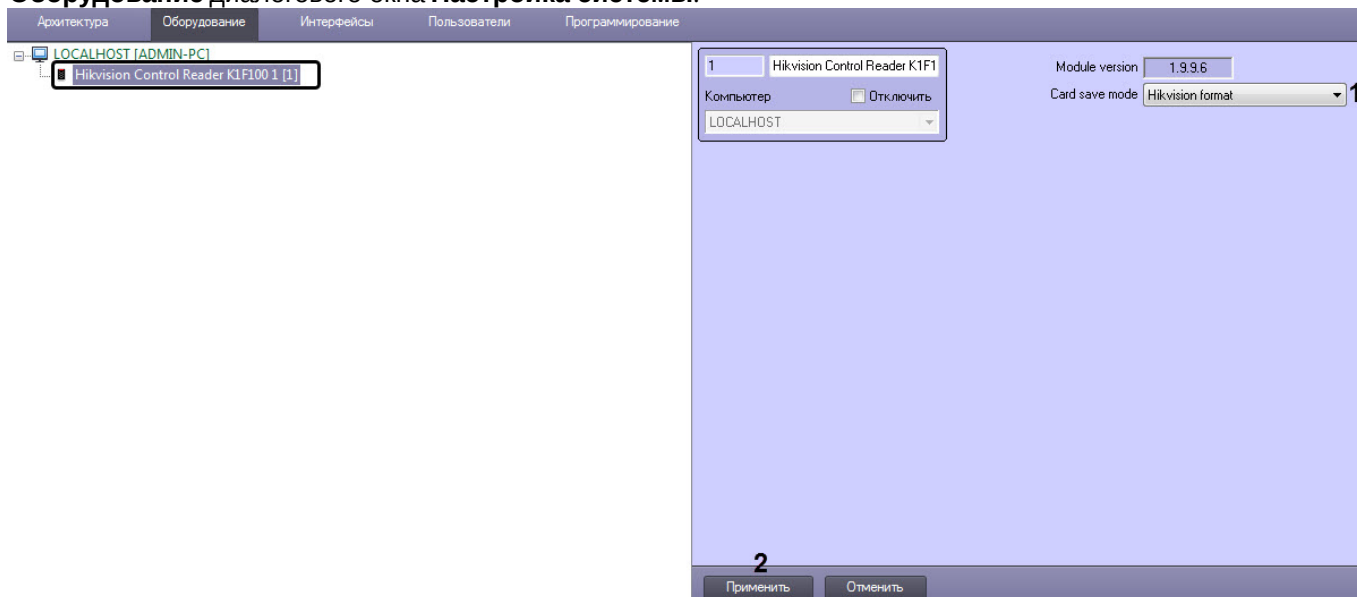 Оборудование диалогового окна Настройка системы.
Архитектура Оборудование Интерфейсы Пользователи Программирование
LOCALHOST [ADMIN-PC]
Hikvision Control Reader K1F100 1 [1]
1 Hikvision Control Reader K1F1
Module version 1.9.9.6
Компьютер Отключить
Card save mode Hikvision format 1
LOCALHOST
2
Применить Отменить